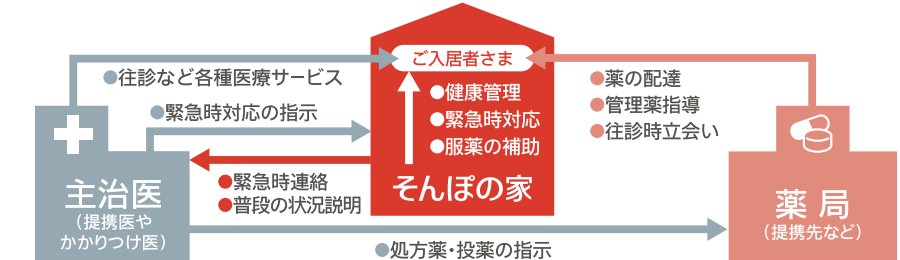 ご入居者さま
●往診など各種医療サービス
●緊急時対応の指示
●健康管理
●緊急時対応
●服薬の補助
そんぽの家
●薬の配達
●管理薬指導
●往診時立会い
●緊急時連絡
●普段の状況説明
主治医
（提携医や
かかりつけ医）
薬局
（提携先など）
●処方薬・投薬の指示